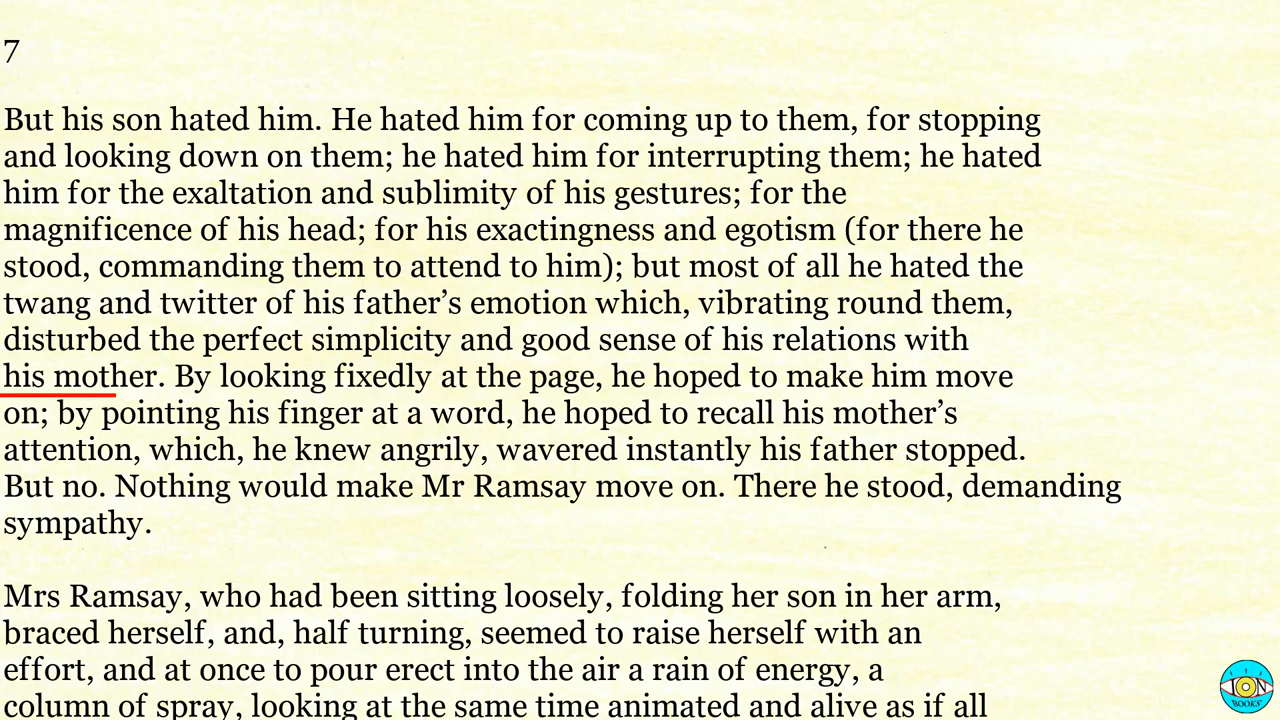 7
But his son hated him. He hated him for coming up to them, for stopping
and looking down on them; he hated him for interrupting them; he hated
him for the exaltation and sublimity of his gestures; for the
magnificence of his head; for his exactingness and egotism (for there he
stood, commanding them to attend to him); but most of all he hated the
twang and twitter of his father’s emotion which, vibrating round them,
disturbed the perfect simplicity and good sense of his relations with
his mother. By looking fixedly at the page, he hoped to make him move
on; by pointing his finger at a word, he hoped to recall his mother’s
attention, which, he knew angrily, wavered instantly his father stopped.
But no. Nothing would make Mr Ramsay move on. There he stood, demanding
sympathy.
Mrs Ramsay, who had been sitting loosely, folding her son in her arm,
braced herself, and, half turning, seemed to raise herself with an
effort, and at once to pour erect into the air a rain of energy, a
column of spray, looking at the same time animated and alive as if all
ION
BOOKS